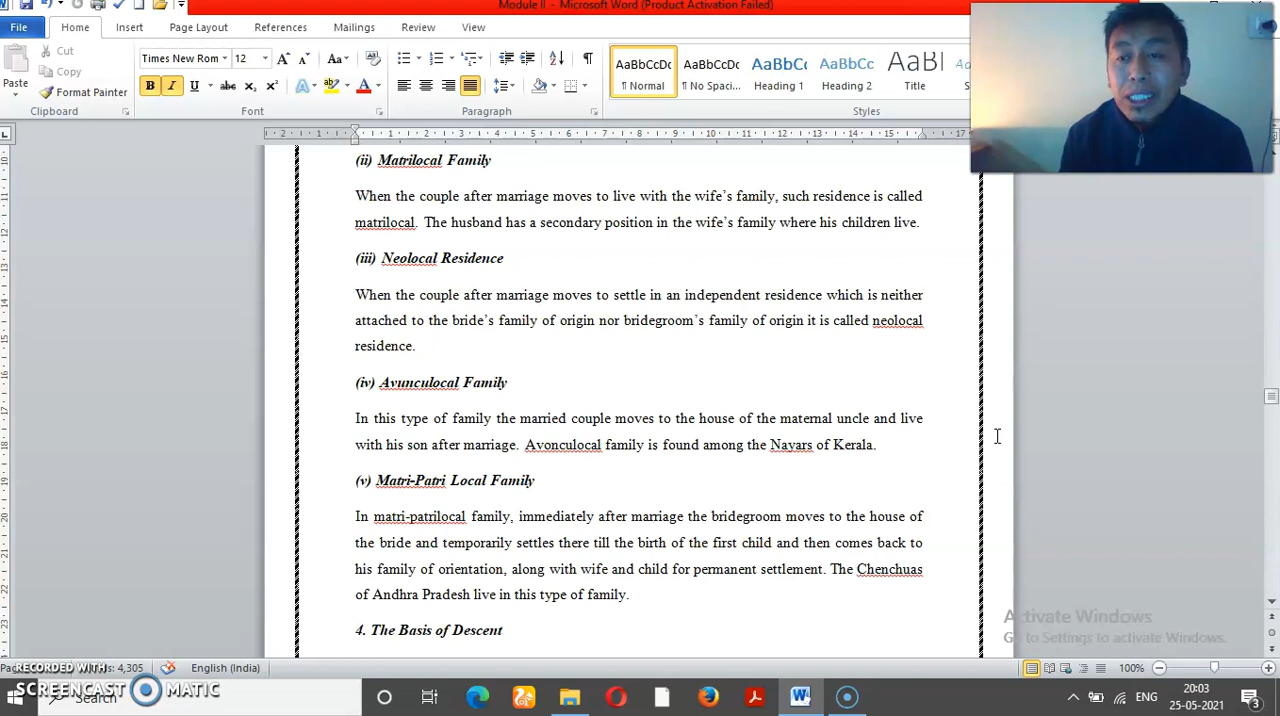 Module II - Microsoft Word (Product Activation Failed)
File Home Insert Page Layout References Mailings Review View
Cut
Copy
Format Painter
Paste
Clipboard
Times New Rom 12
Font
Paragraph
AaBbCcDc AaBbCcDc AaBbCc AaBbCc AaBl
¶ Normal ¶ No Spaci... Heading 1 Heading 2 Title
Styles
(ii) Matrilocal Family
When the couple after marriage moves to live with the wife's family, such residence is called
matrilocal. The husband has a secondary position in the wife's family where his children live.
(iii) Neolocal Residence
When the couple after marriage moves to settle in an independent residence which is neither
attached to the bride's family of origin nor bridegroom's family of origin it is called neolocal
residence.
(iv) Avunculocal Family
In this type of family the married couple moves to the house of the maternal uncle and live
with his son after marriage. Avonculocal family is found among the Nayars of Kerala.
(v) Matri-Patri Local Family
In matri-patrilocal family, immediately after marriage the bridegroom moves to the house of
the bride and temporarily settles there till the birth of the first child and then comes back to
his family of orientation, along with wife and child for permanent settlement. The Chenchuas
of Andhra Pradesh live in this type of family.
4. The Basis of Descent
Activate Windows
Go to Settings to activate Windows.
4,305 English (India) 100%
RECORDED WITH
SCREENCAST MATIC
Search
ENG
20:03
25-05-2021
3